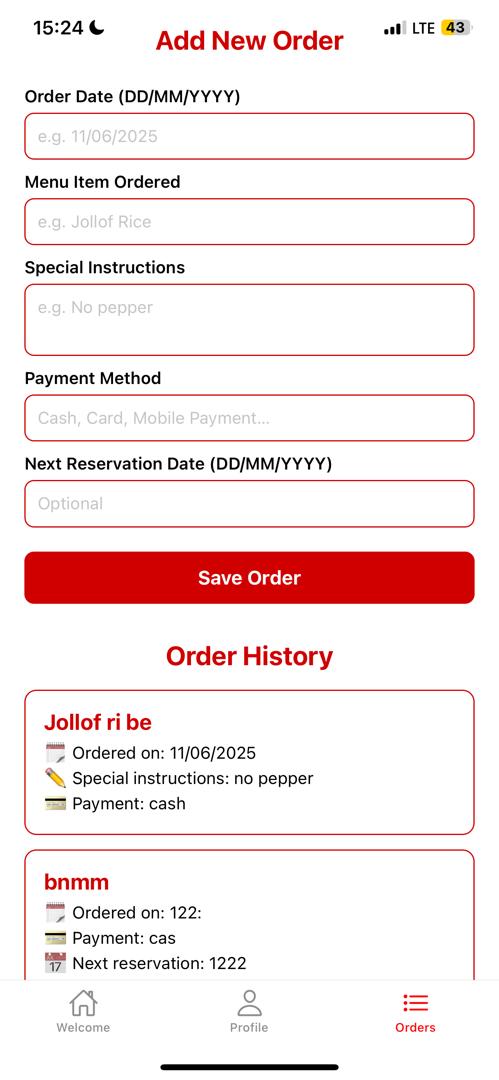 15:24
LTE
43
Add New Order
Order Date (DD/MM/YYYY)
e.g. 11/06/2025
Menu Item Ordered
e.g. Jollof Rice
Special Instructions
e.g. No pepper
Payment Method
Cash, Card, Mobile Payment...
Next Reservation Date (DD/MM/YYYY)
Optional
Save Order
Order History
Jollof ri be
Ordered on: 11/06/2025
Special instructions: no pepper
Payment: cash
bnmm
Ordered on: 122:
Payment: cas
17 Next reservation: 1222
Welcome
Profile
Orders